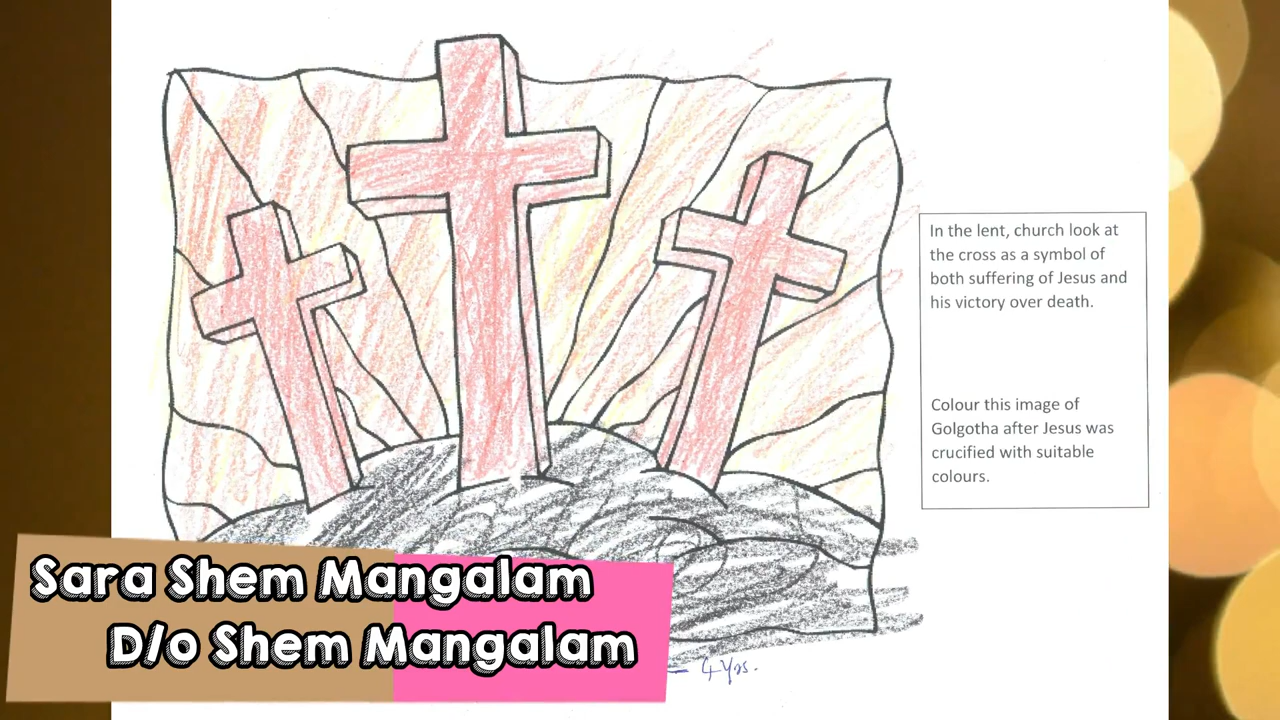 In the lent, church look at
the cross as a symbol of
both suffering of Jesus and
his victory over death.
Colour this image of
Golgotha after Jesus was
crucified with suitable
colours.
Sara Shem Mangalam
D/o Shem Mangalam
– 4 Yrs.